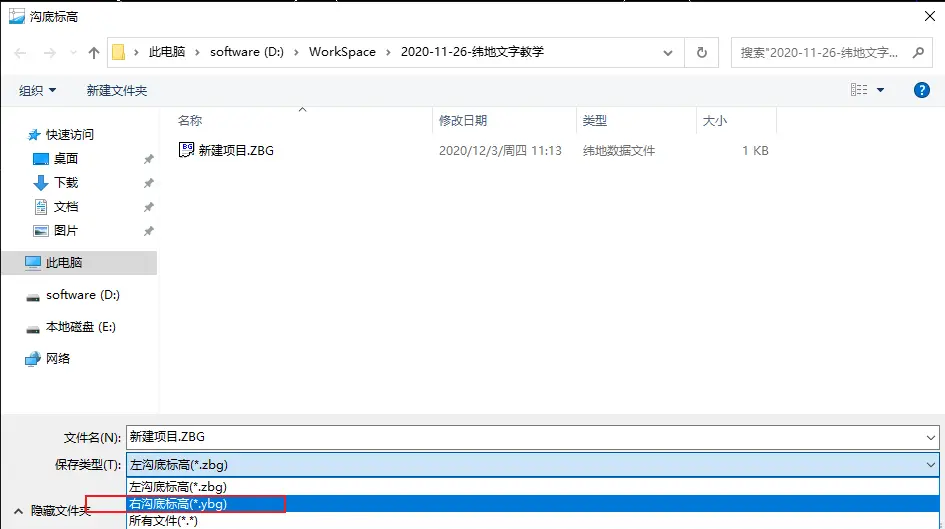 沟底标高
此电脑 software (D:) WorkSpace 2020-11-26-纬地文字教学
搜索"2020-11-26-纬地文字...
组织 新建文件夹
名称 修改日期 类型 大小
新建项目.ZBG 2020/12/3/周四 11:13 纬地数据文件 1 KB
快速访问
桌面
下载
文档
图片
此电脑
software (D:)
本地磁盘 (E:)
网络
文件名(N): 新建项目.ZBG
保存类型(T): 左沟底标高(*.zbg)
左沟底标高(*.zbg)
右沟底标高(*.ybg)
所有文件(*.*)
隐藏文件夹